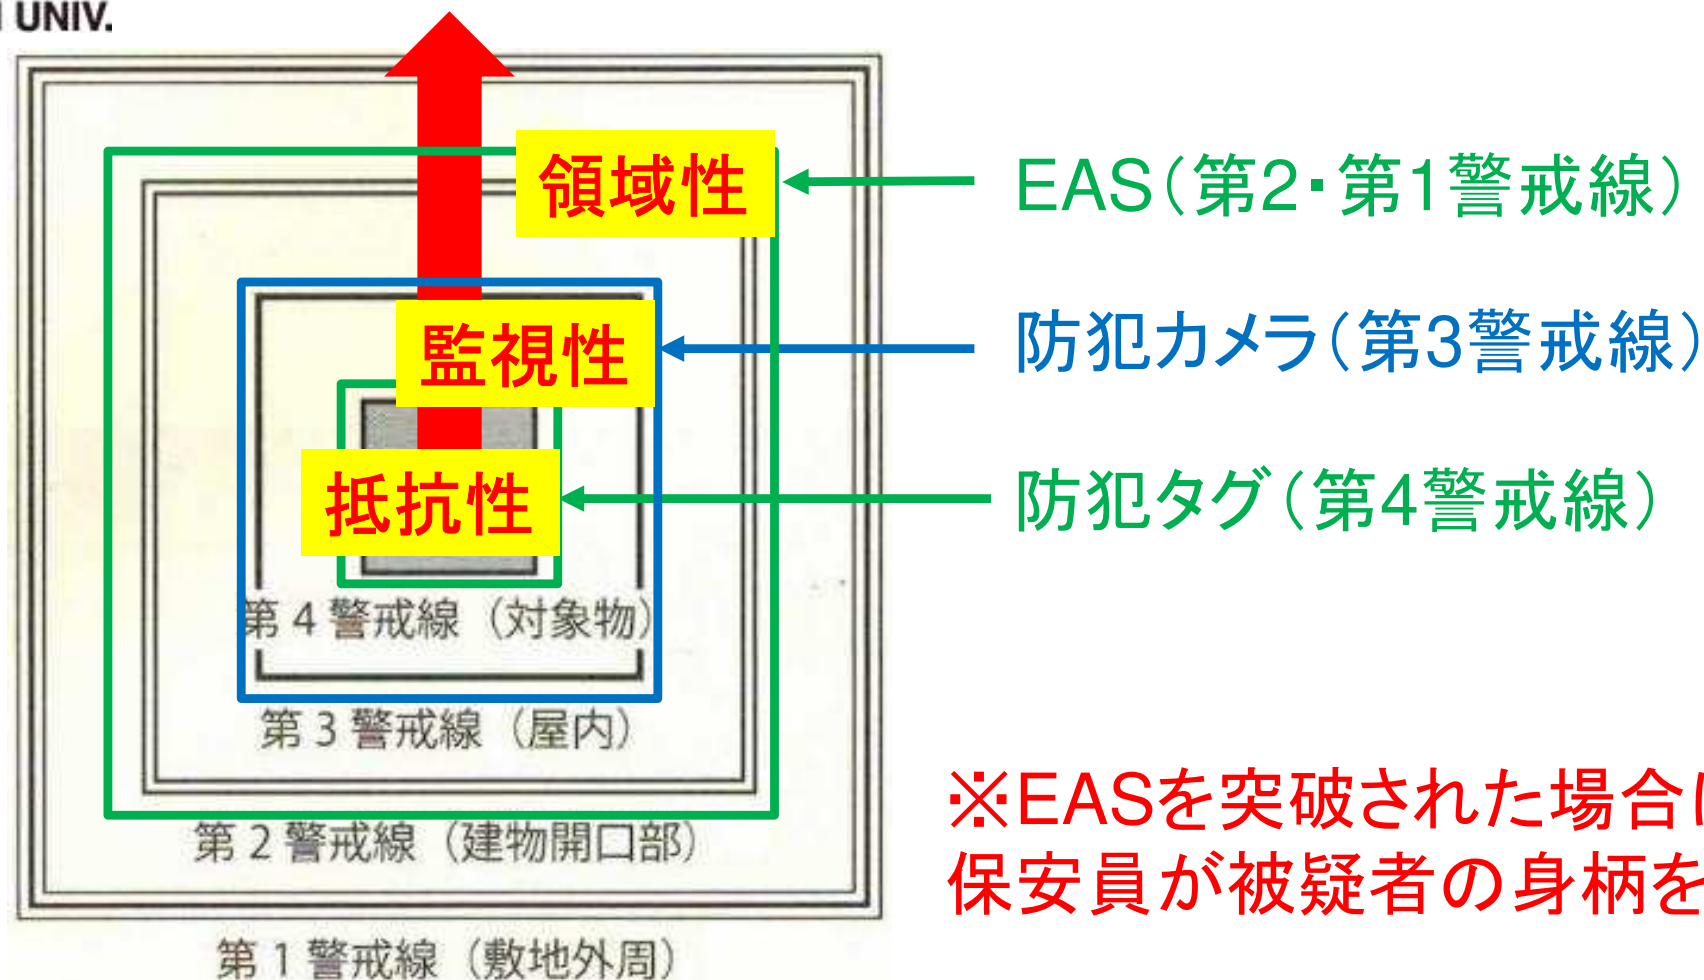 UNIV.
領域性
EAS（第2・第1警戒線）
監視性
防犯カメラ（第3警戒線）
抵抗性
防犯タグ（第4警戒線）
第4警戒線（対象物）
第3警戒線（屋内）
第2警戒線（建物開口部）
第1警戒線（敷地外周）
※EASを突破された場合
保安員が被疑者の身柄を